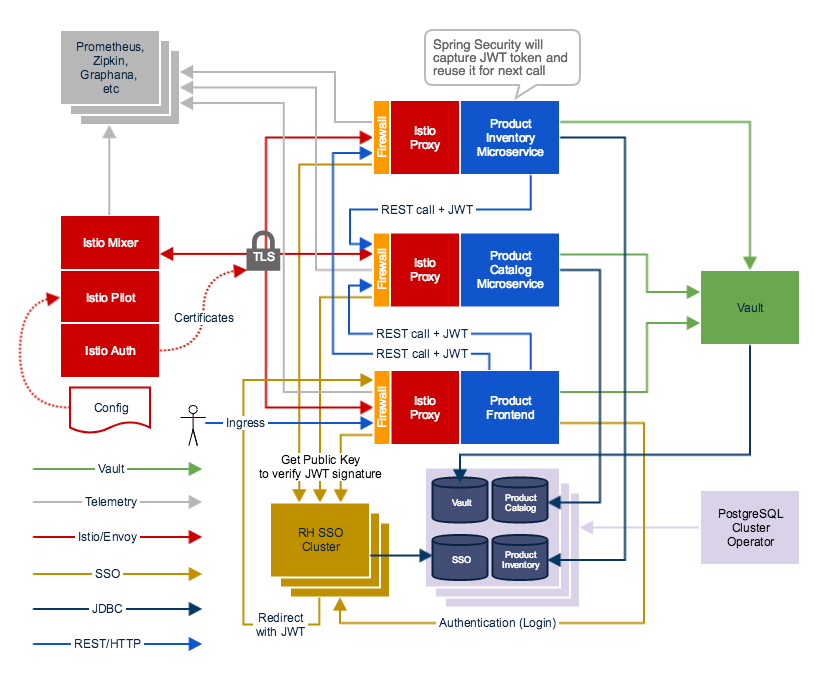 Prometheus,
Zipkin,
Graphana,
etc
Spring Security will
capture JWT token and
reuse it for next call
Firewall
Istio
Proxy
Product
Inventory
Microservice
REST call + JWT
Istio Mixer
TLS
Firewall
Istio
Proxy
Product
Catalog
Microservice
Istio Pilot
Vault
Certificates
REST call + JWT
Istio Auth
REST call + JWT
Config
Firewall
Istio
Proxy
Product
Frontend
Ingress
Get Public Key
to verify JWT signature
Vault
Telemetry
Istio/Envoy
SSO
JDBC
REST/HTTP
RH SSO
Cluster
Vault
Product
Catalog
SSO
Product
Inventory
PostgreSQL
Cluster
Operator
Redirect
with JWT
Authentication (Login)